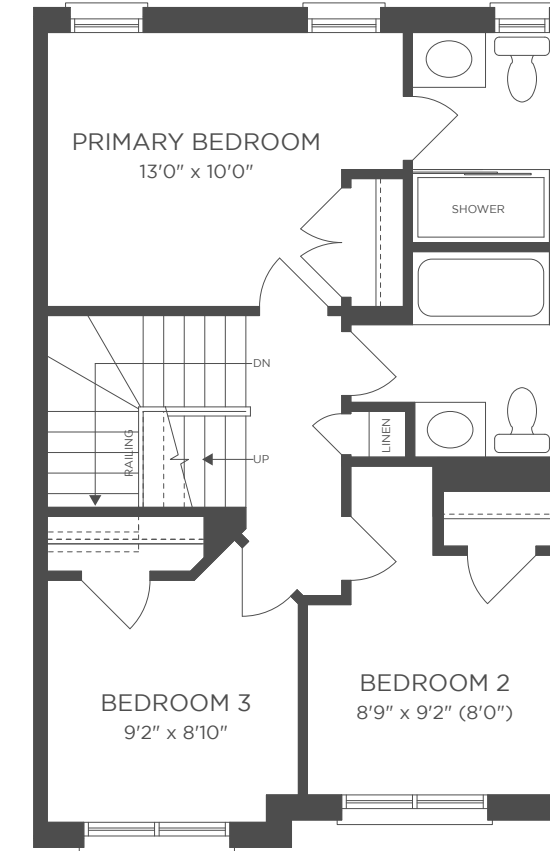 PRIMARY BEDROOM
13'0" x 10'0"
SHOWER
DN
RAILING
UP
LINEN
BEDROOM 3
9'2" x 8'10"
BEDROOM 2
8'9" x 9'2" (8'0")